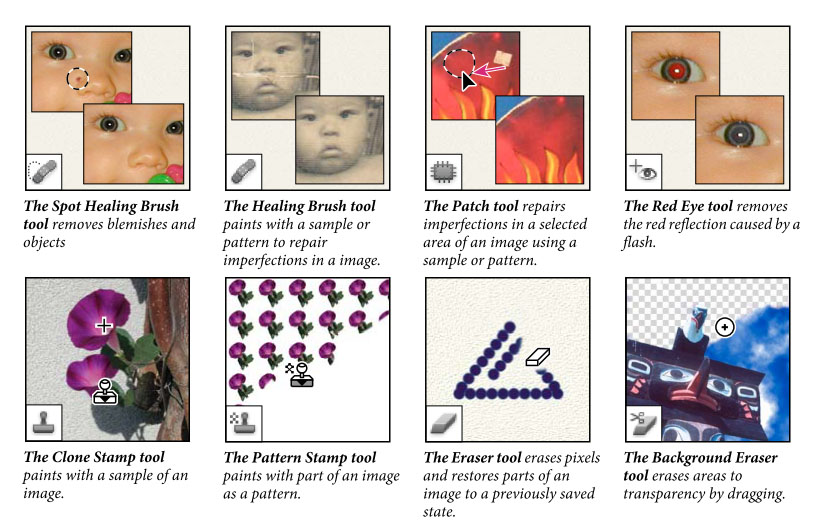 The Spot Healing Brush
tool removes blemishes and
objects
The Healing Brush tool
paints with a sample or
pattern to repair
imperfections in a image.
The Patch tool repairs
imperfections in a selected
area of an image using a
sample or pattern.
The Red Eye tool removes
the red reflection caused by a
flash.
The Clone Stamp tool
paints with a sample of an
image.
The Pattern Stamp tool
paints with part of an image
as a pattern.
The Eraser tool erases pixels
and restores parts of an
image to a previously saved
state.
The Background Eraser
tool erases areas to
transparency by dragging.